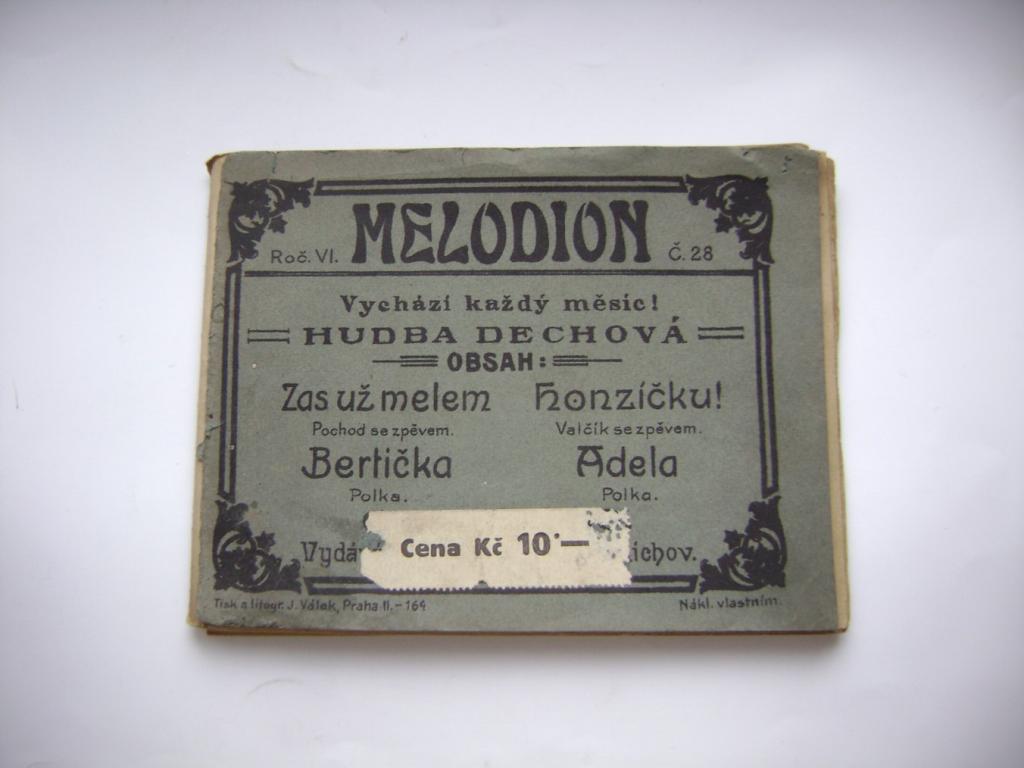 Roč. VI. MELODION Č. 28
Vychází každý měsíc!
HUDBA DECHOVÁ
OBSAH:
Zas už melem Honzíčku!
Pochod se zpěvem. Valčík se zpěvem.
Bertička Adela
Polka. Polka.
Cena Kč 10·—
Tisk a litogr. J. Válek, Praha II.-164 Nákl. vlastním.